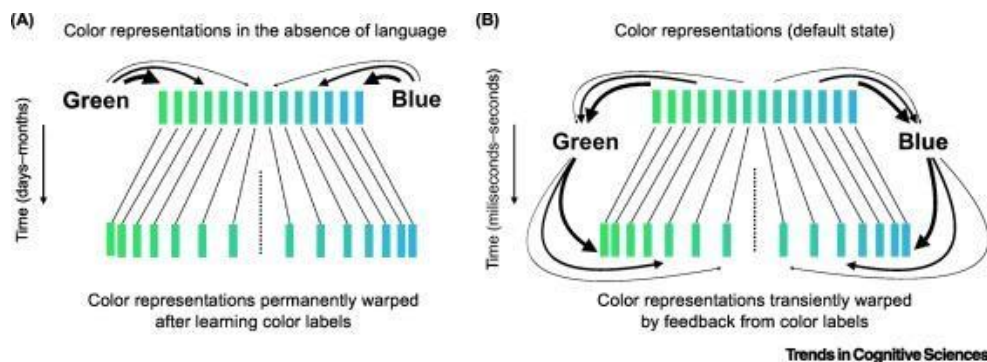 (A)
Color representations in the absence of language
Green
Blue
Time (days–months)
Color representations permanently warped
after learning color labels
(B)
Color representations (default state)
Green
Blue
Time (miliseconds–seconds)
Color representations transiently warped
by feedback from color labels
Trends in Cognitive Sciences